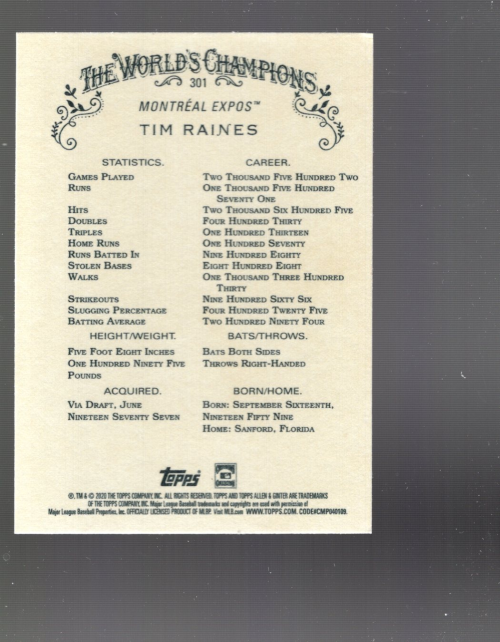 THE WORLD'S CHAMPIONS
301
MONTRÉAL EXPOS™
TIM RAINES
STATISTICS. CAREER.
GAMES PLAYED TWO THOUSAND FIVE HUNDRED TWO
RUNS ONE THOUSAND FIVE HUNDRED
SEVENTY ONE
HITS TWO THOUSAND SIX HUNDRED FIVE
DOUBLES FOUR HUNDRED THIRTY
TRIPLES ONE HUNDRED THIRTEEN
HOME RUNS ONE HUNDRED SEVENTY
RUNS BATTED IN NINE HUNDRED EIGHTY
STOLEN BASES EIGHT HUNDRED EIGHT
WALKS ONE THOUSAND THREE HUNDRED
THIRTY
STRIKEOUTS NINE HUNDRED SIXTY SIX
SLUGGING PERCENTAGE FOUR HUNDRED TWENTY FIVE
BATTING AVERAGE TWO HUNDRED NINETY FOUR
HEIGHT/WEIGHT. BATS/THROWS.
FIVE FOOT EIGHT INCHES BATS BOTH SIDES
ONE HUNDRED NINETY FIVE THROWS RIGHT-HANDED
POUNDS
ACQUIRED. BORN/HOME.
VIA DRAFT, JUNE BORN: SEPTEMBER SIXTEENTH,
NINETEEN SEVENTY SEVEN NINETEEN FIFTY NINE
HOME: SANFORD, FLORIDA
Topps
®, TM & © 2020 THE TOPPS COMPANY, INC. ALL RIGHTS RESERVED. TOPPS AND TOPPS ALLEN & GINTER ARE TRADEMARKS
OF THE TOPPS COMPANY, INC. Major League Baseball trademarks and copyrights are used with permission of
Major League Baseball Properties, Inc. OFFICIALLY LICENSED PRODUCT OF MLBP. Visit MLB.com WWW.TOPPS.COM. CODE#CMP040109.